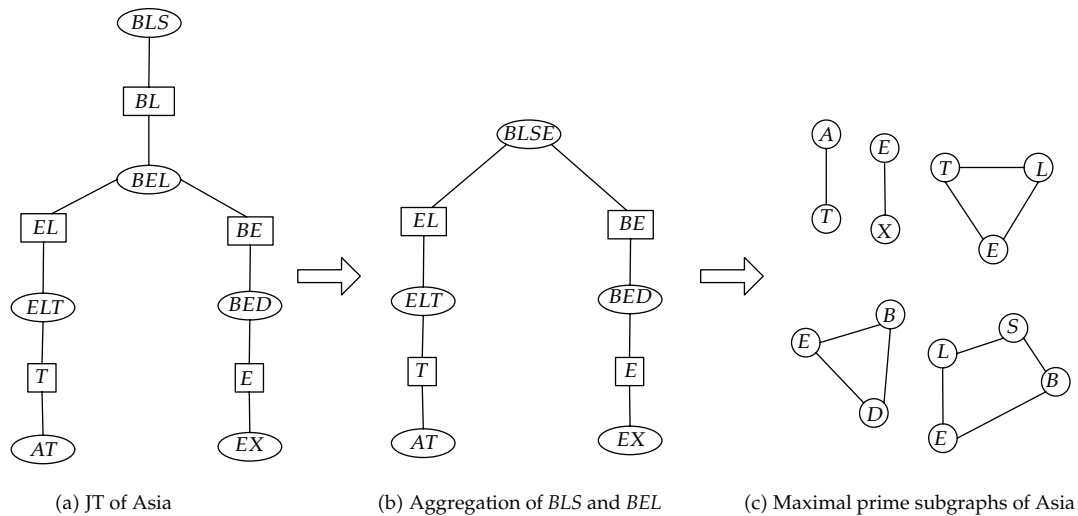 BLS
BL
BEL
EL
BE
ELT
BED
T
E
AT
EX
(a) JT of Asia
BLSE
EL
BE
ELT
BED
T
E
AT
EX
(b) Aggregation of BLS and BEL
A
T
E
X
T
L
E
E
B
D
L
S
B
E
(c) Maximal prime subgraphs of Asia